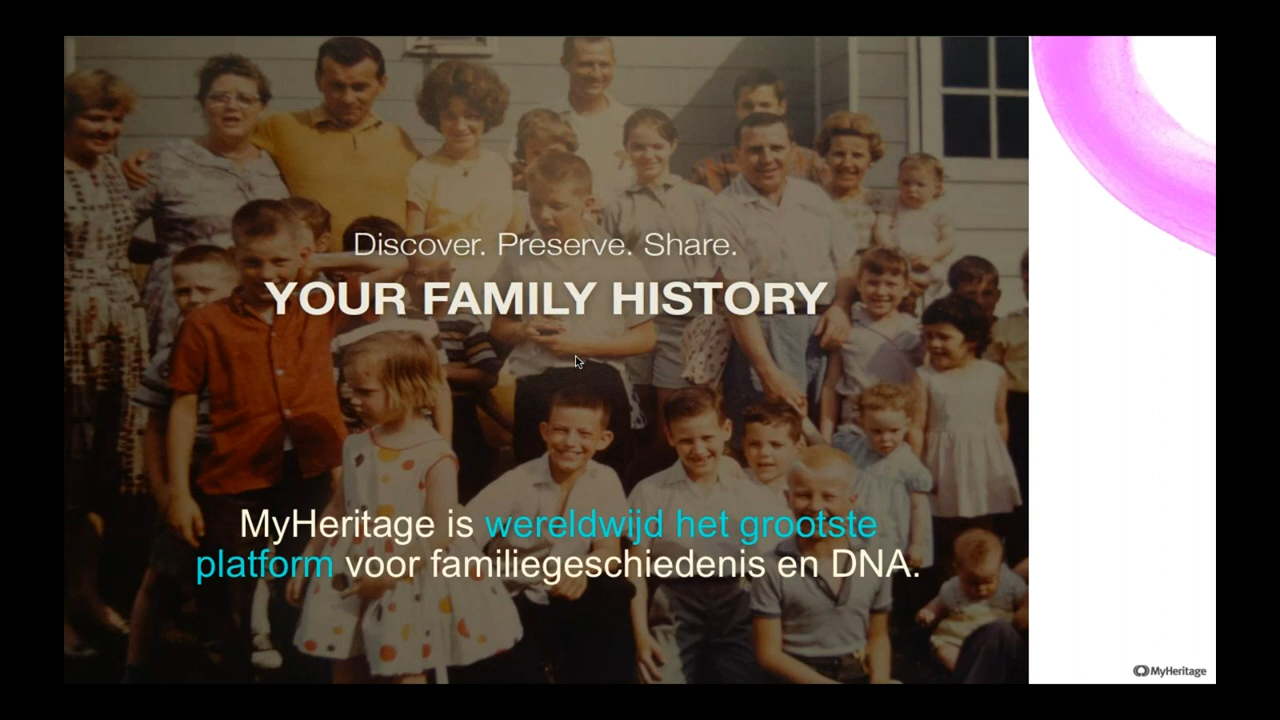 Discover. Preserve. Share.
YOUR FAMILY HISTORY
MyHeritage is wereldwijd het grootste
platform voor familiegeschiedenis en DNA.
MyHeritage